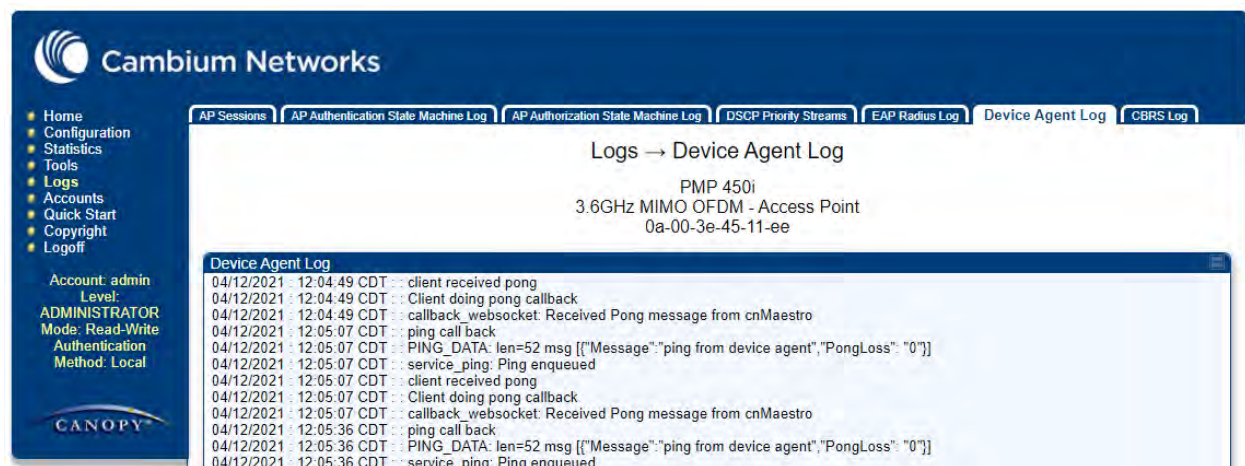 Cambium Networks
Home
Configuration
Statistics
Tools
Logs
Accounts
Quick Start
Copyright
Logoff
Account: admin
Level:
ADMINISTRATOR
Mode: Read-Write
Authentication
Method: Local
CANOPY
AP Sessions
AP Authentication State Machine Log
AP Authorization State Machine Log
DSCP Priority Streams
EAP Radius Log
Device Agent Log
CBRS Log
Logs → Device Agent Log
PMP 450i
3.6GHz MIMO OFDM - Access Point
0a-00-3e-45-11-ee
Device Agent Log
04/12/2021 : 12:04:49 CDT : : client received pong
04/12/2021 : 12:04:49 CDT : : Client doing pong callback
04/12/2021 : 12:04:49 CDT : : callback_websocket: Received Pong message from cnMaestro
04/12/2021 : 12:05:07 CDT : : ping call back
04/12/2021 : 12:05:07 CDT : : PING_DATA: len=52 msg [{"Message":"ping from device agent","PongLoss": "0"}]
04/12/2021 : 12:05:07 CDT : : service_ping: Ping enqueued
04/12/2021 : 12:05:07 CDT : : client received pong
04/12/2021 : 12:05:07 CDT : : Client doing pong callback
04/12/2021 : 12:05:07 CDT : : callback_websocket: Received Pong message from cnMaestro
04/12/2021 : 12:05:36 CDT : : ping call back
04/12/2021 : 12:05:36 CDT : : PING_DATA: len=52 msg [{"Message":"ping from device agent","PongLoss": "0"}]
04/12/2021 : 12:05:36 CDT : : service_ping: Ping enqueued